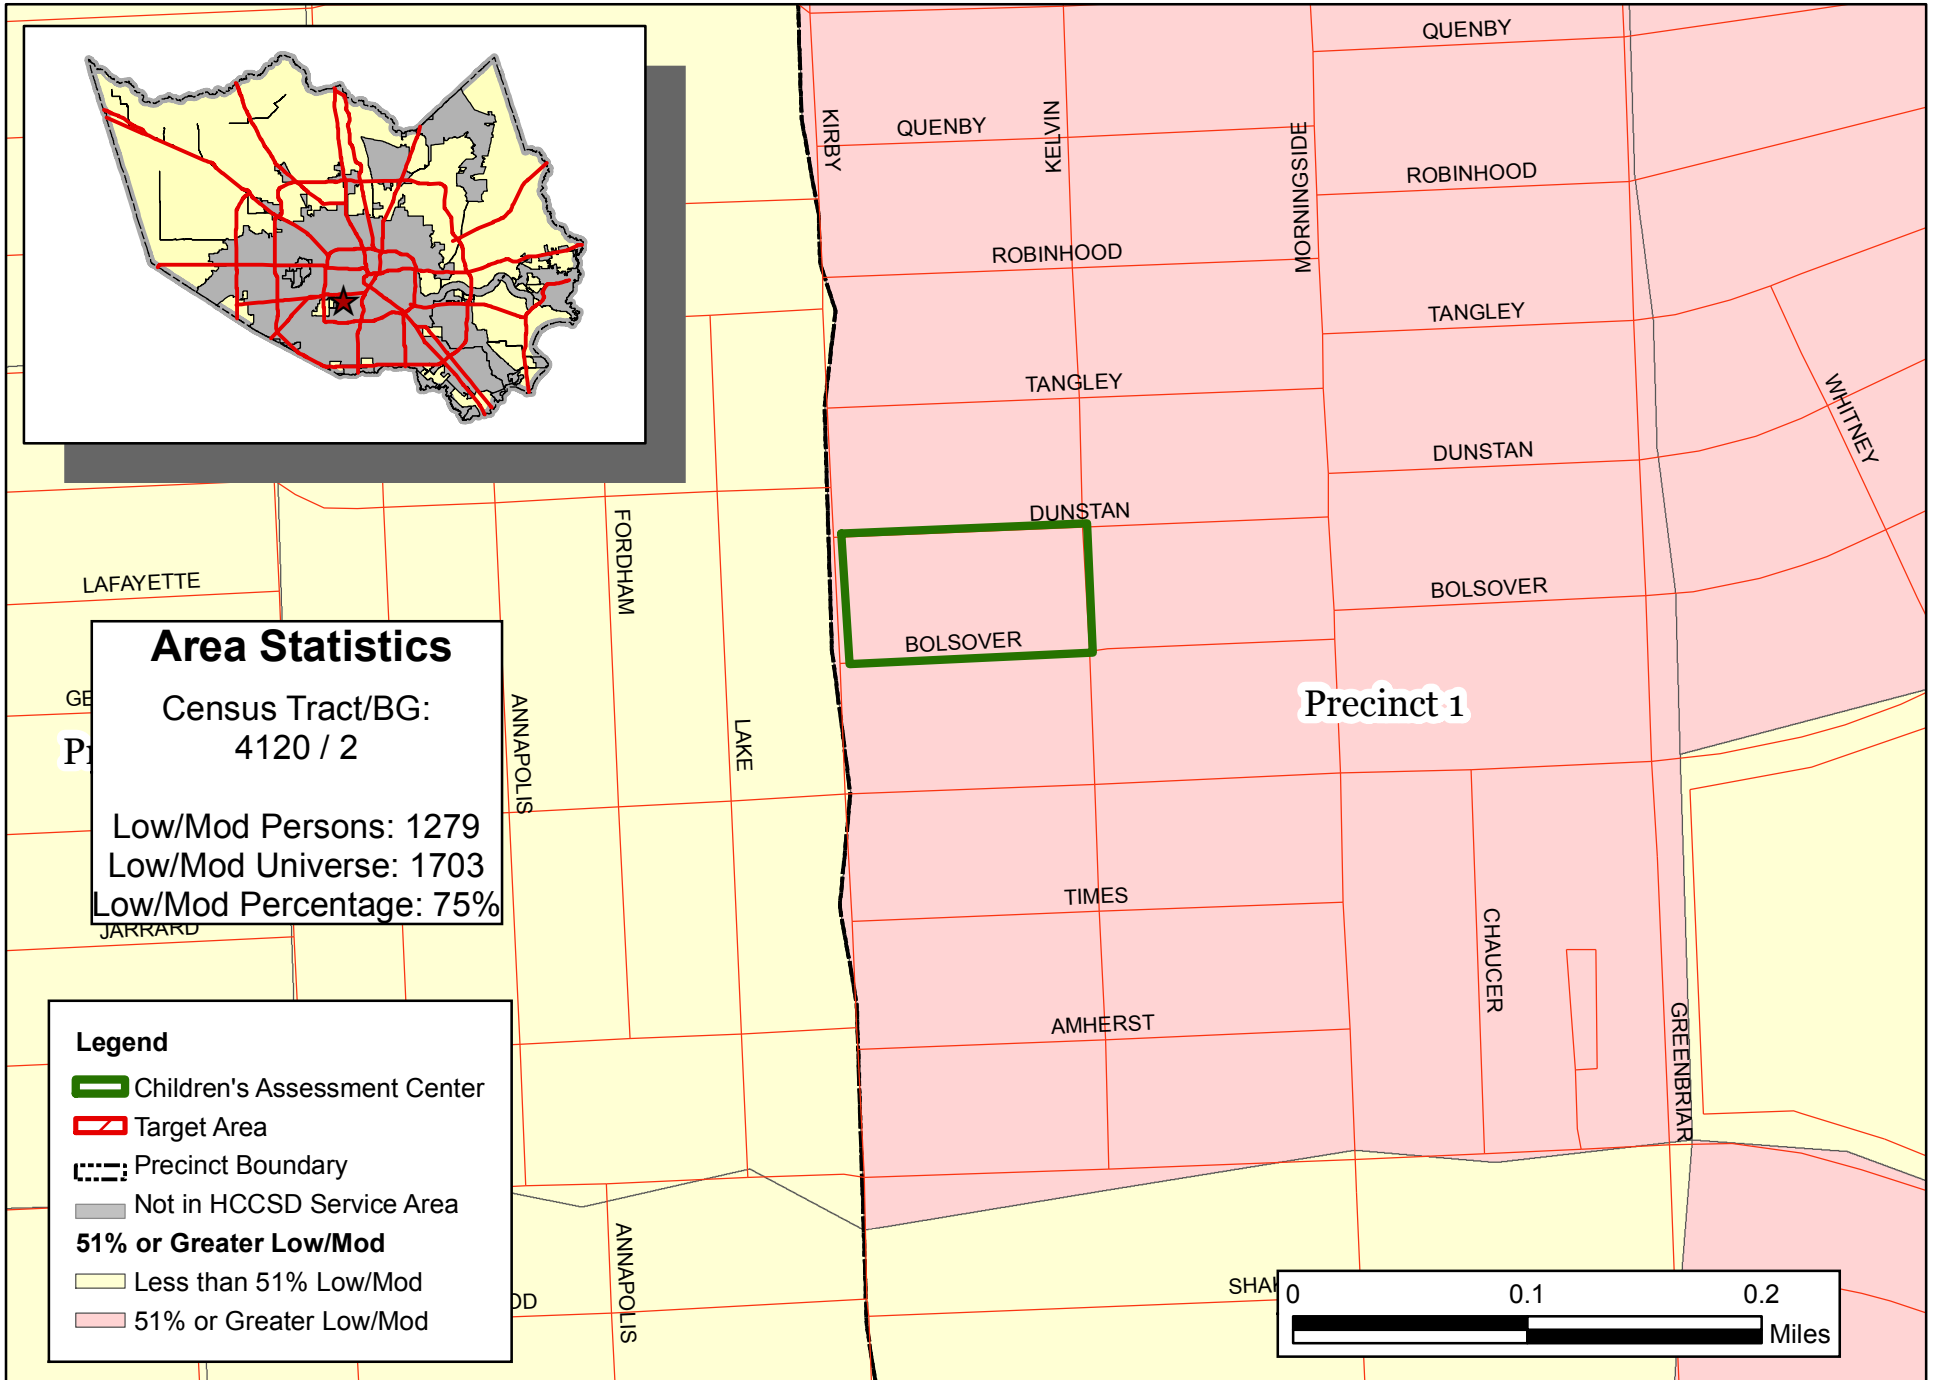 QUENBY
KIRBY
QUENBY
KELVIN
MORNINGSIDE
ROBINHOOD
ROBINHOOD
TANGLEY
TANGLEY
WHITNEY
DUNSTAN
DUNSTAN
FORDHAM
LAFAYETTE
BOLSOVER
BOLSOVER
Area Statistics
Census Tract/BG:
4120 / 2
Low/Mod Persons: 1279
Low/Mod Universe: 1703
Low/Mod Percentage: 75%
GE
Pr
ANNAPOLIS
LAKE
Precinct 1
JARRARD
TIMES
CHAUCER
AMHERST
GREENBRIAR
Legend
Children's Assessment Center
Target Area
Precinct Boundary
Not in HCCSD Service Area
51% or Greater Low/Mod
Less than 51% Low/Mod
51% or Greater Low/Mod
ANNAPOLIS
SHA
0 0.1 0.2
Miles